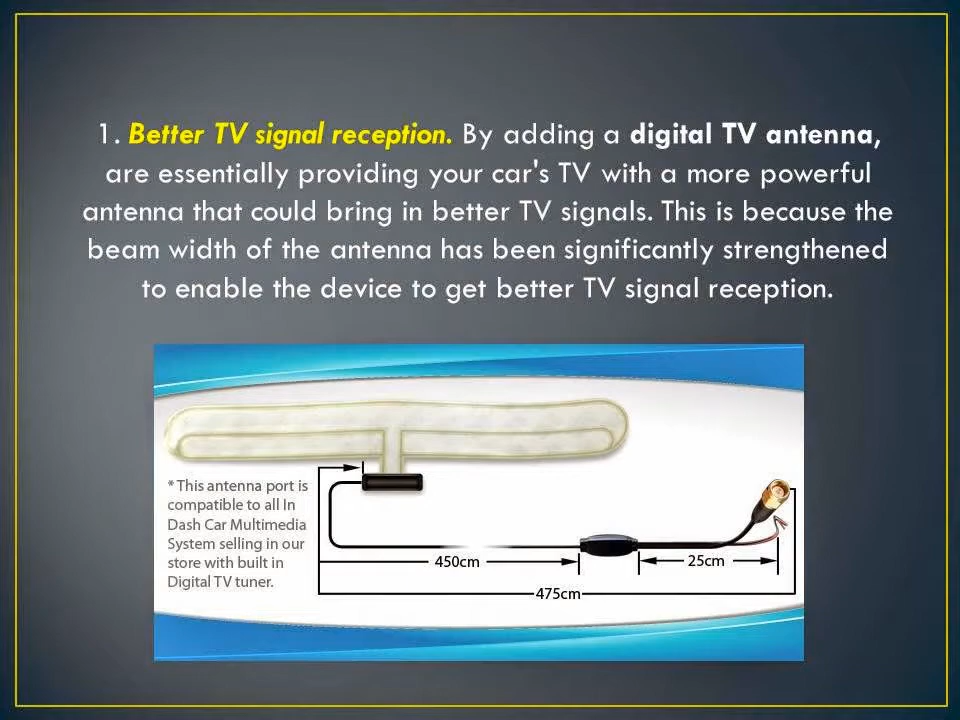 1. Better TV signal reception. By adding a digital TV antenna,
are essentially providing your car's TV with a more powerful
antenna that could bring in better TV signals. This is because the
beam width of the antenna has been significantly strengthened
to enable the device to get better TV signal reception.
* This antenna port is
compatible to all In
Dash Car Multimedia
System selling in our
store with built in
Digital TV tuner.
450cm
25cm
475cm